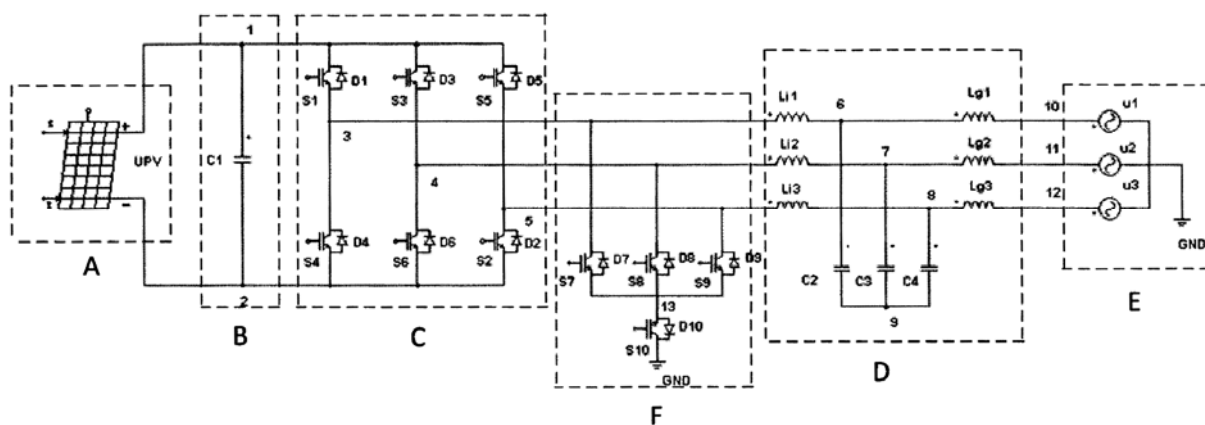 1
D1
D3
D5
S1
S3
S5
Li1
6
Lg1
10
u1
+
UPV
C1
3
Li2
7
Lg2
11
u2
4
Li3
8
Lg3
12
u3
5
GND
-
D4
D6
D2
S4
S6
S2
D7
D8
D9
S7
S8
S9
C2
C3
C4
2
13
9
D10
S10
GND
A
B
C
D
E
F